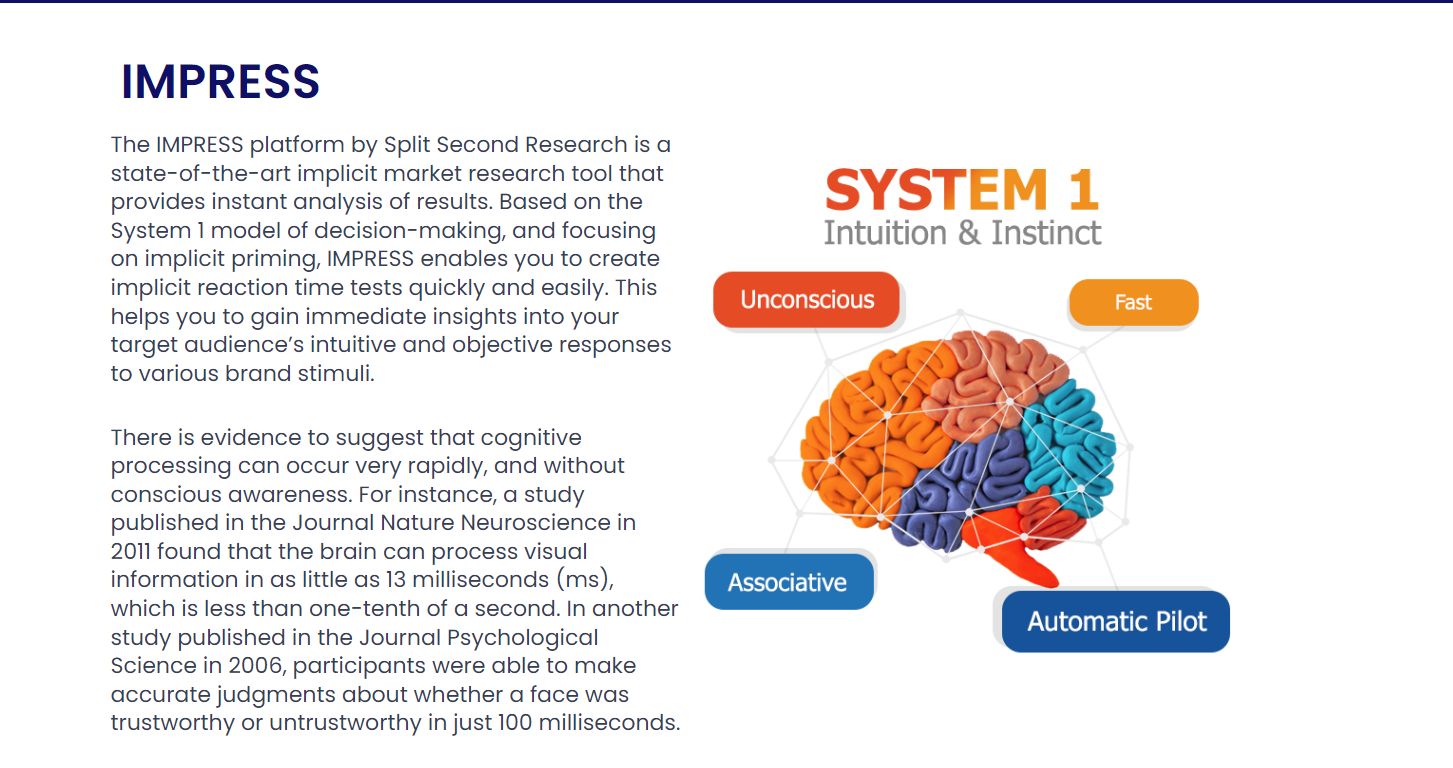 IMPRESS
The IMPRESS platform by Split Second Research is a
state-of-the-art implicit market research tool that
provides instant analysis of results. Based on the
System 1 model of decision-making, and focusing
on implicit priming, IMPRESS enables you to create
implicit reaction time tests quickly and easily. This
helps you to gain immediate insights into your
target audience’s intuitive and objective responses
to various brand stimuli.
There is evidence to suggest that cognitive
processing can occur very rapidly, and without
conscious awareness. For instance, a study
published in the Journal Nature Neuroscience in
2011 found that the brain can process visual
information in as little as 13 milliseconds (ms),
which is less than one-tenth of a second. In another
study published in the Journal Psychological
Science in 2006, participants were able to make
accurate judgments about whether a face was
trustworthy or untrustworthy in just 100 milliseconds.
SYSTEM 1
Intuition & Instinct
Unconscious
Fast
Associative
Automatic Pilot